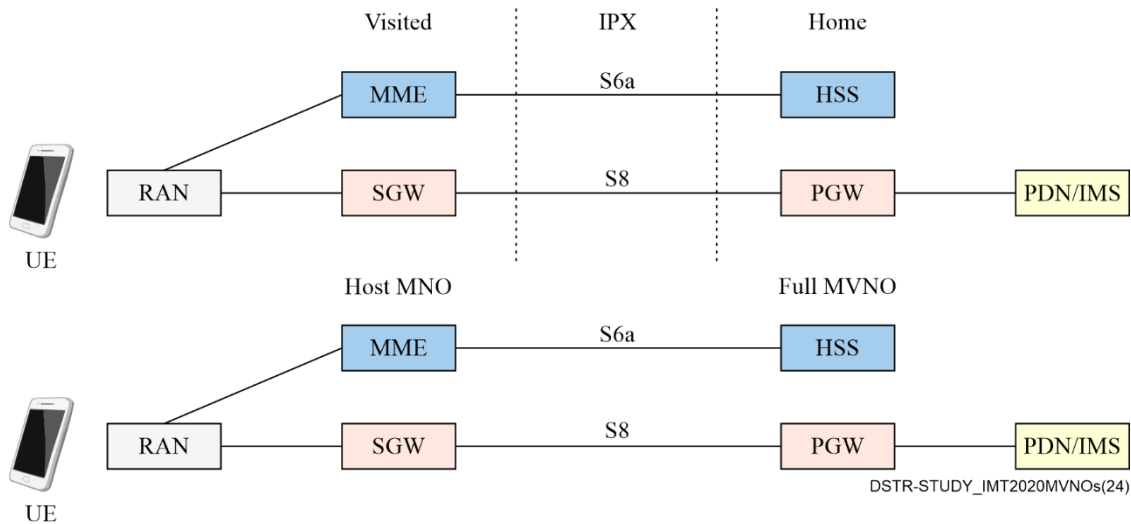 Visited IPX Home
MME S6a HSS
RAN SGW S8 PGW PDN/IMS
UE
Host MNO Full MVNO
MME S6a HSS
RAN SGW S8 PGW PDN/IMS
DSTR-STUDY_IMT2020MVNOs(24)
UE